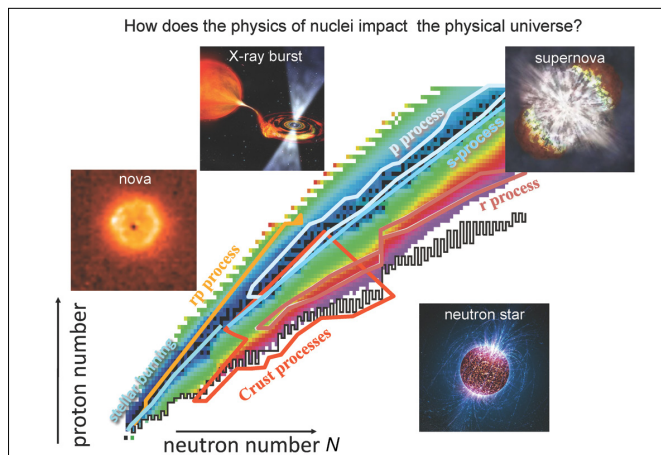 How does the physics of nuclei impact the physical universe?
X-ray burst
supernova
p process
s-process
r process
nova
rp process
stellar burning
Crust processes
neutron star
proton number
neutron number N